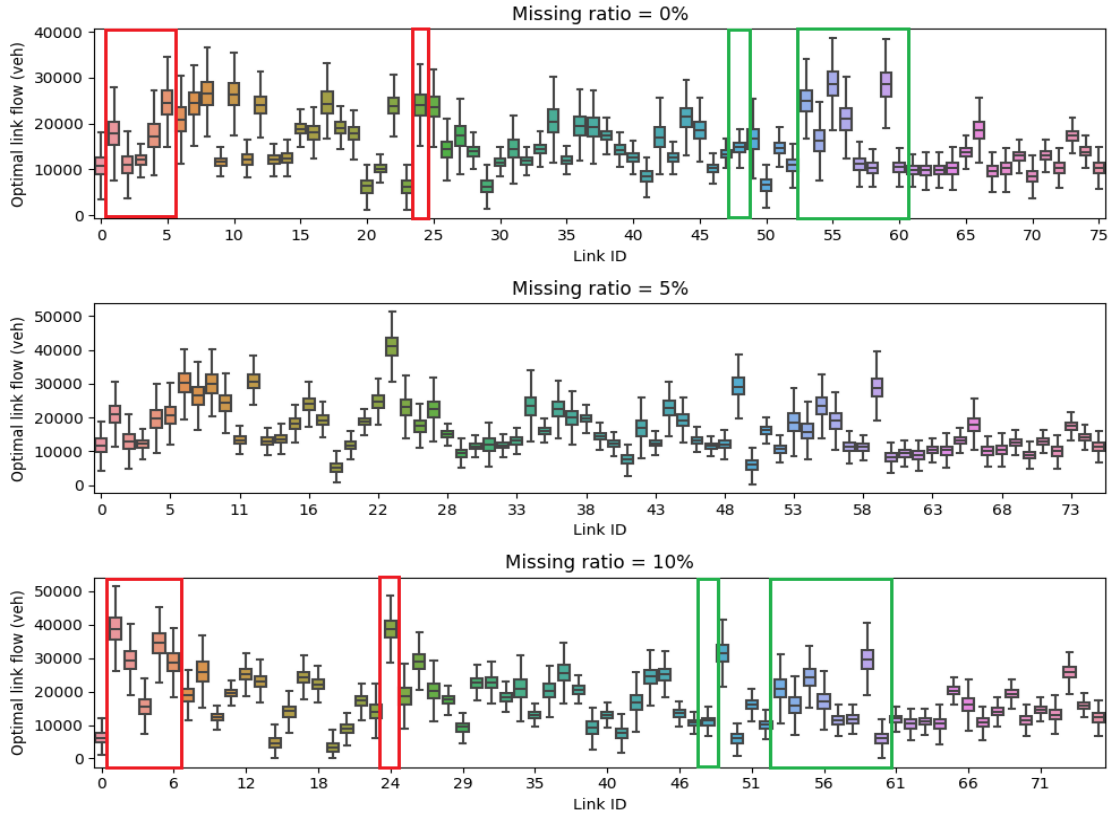 Missing ratio = 0%
40000
30000
20000
10000
0
Optimal link flow (veh)
0 5 10 15 20 25 30 35 40 45 50 55 60 65 70 75
Link ID
Missing ratio = 5%
50000
40000
30000
20000
10000
0
Optimal link flow (veh)
0 5 11 16 22 28 33 38 43 48 53 58 63 68 73
Link ID
Missing ratio = 10%
50000
40000
30000
20000
10000
0
Optimal link flow (veh)
0 6 12 18 24 29 35 40 46 51 56 61 66 71
Link ID